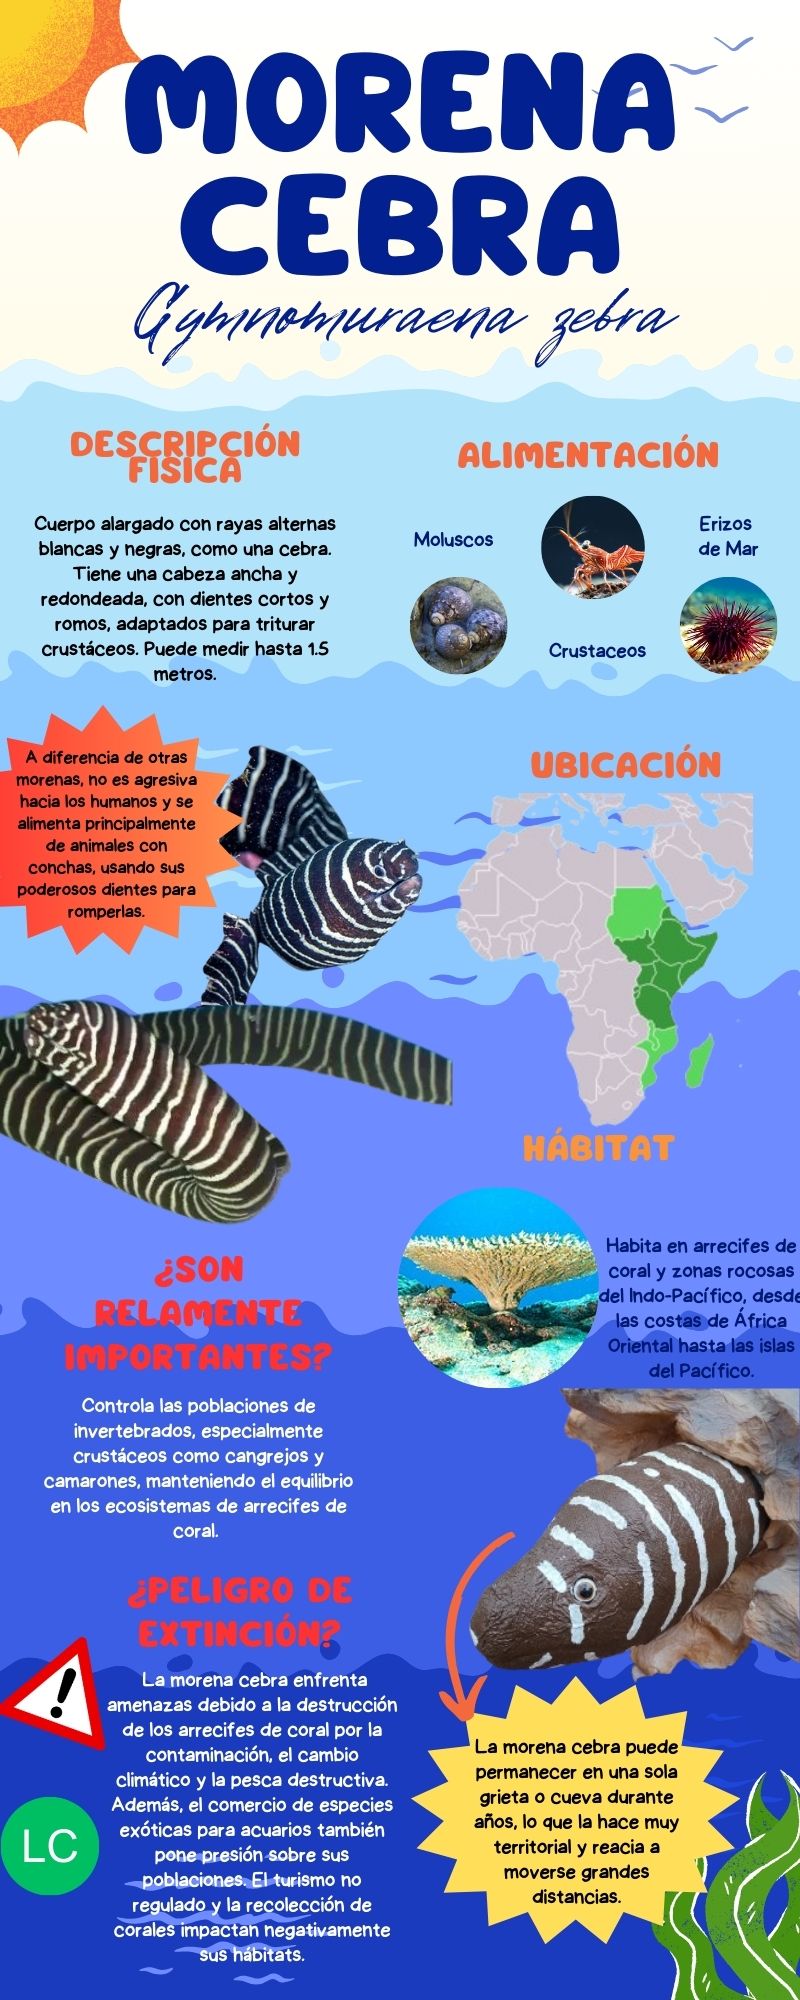 MORENA
CEBRA
Gymnomuraena zebra
DESCRIPCIÓN
FÍSICA
Cuerpo alargado con rayas alternas
blancas y negras, como una cebra.
Tiene una cabeza ancha y
redondeada, con dientes cortos y
romos, adaptados para triturar
crustáceos. Puede medir hasta 1.5
metros.
ALIMENTACIÓN
Moluscos
Crustaceos
Erizos
de Mar
A diferencia de otras
morenas, no es agresiva
hacia los humanos y se
alimenta principalmente
de animales con
conchas, usando sus
poderosos dientes para
romperlas.
UBICACIÓN
HÁBITAT
Habita en arrecifes de
coral y zonas rocosas
del Indo-Pacífico, desde
las costas de África
Oriental hasta las islas
del Pacífico.
¿SON
RELAMENTE
IMPORTANTES?
Controla las poblaciones de
invertebrados, especialmente
crustáceos como cangrejos y
camarones, manteniendo el equilibrio
en los ecosistemas de arrecifes de
coral.
¿PELIGRO DE
EXTINCIÓN?
!
LC
La morena cebra enfrenta
amenazas debido a la destrucción
de los arrecifes de coral por la
contaminación, el cambio
climático y la pesca destructiva.
Además, el comercio de especies
exóticas para acuarios también
pone presión sobre sus
poblaciones. El turismo no
regulado y la recolección de
corales impactan negativamente
sus hábitats.
La morena cebra puede
permanecer en una sola
grieta o cueva durante
años, lo que la hace muy
territorial y reacia a
moverse grandes
distancias.